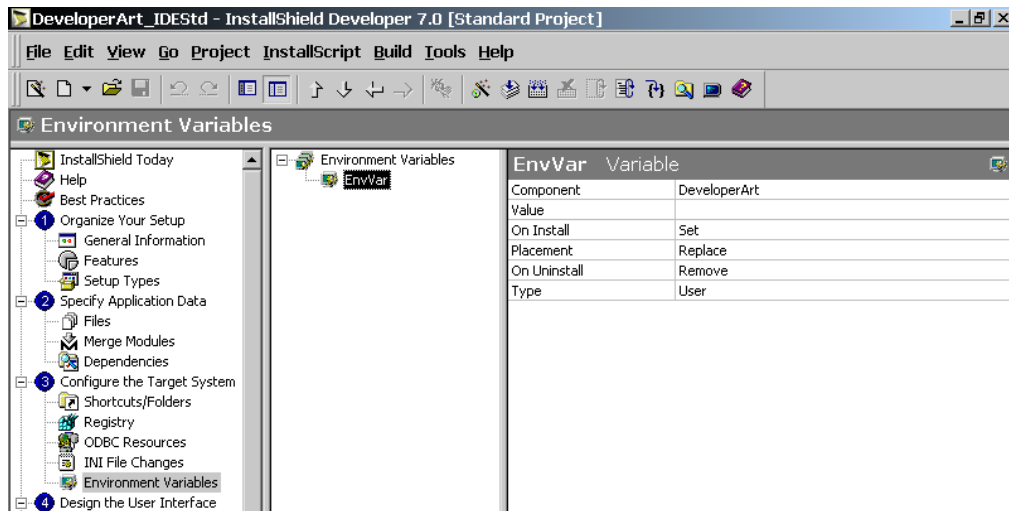 DeveloperArt_IDEStd - InstallShield Developer 7.0 [Standard Project]
File Edit View Go Project InstallScript Build Tools Help
Environment Variables
InstallShield Today
Help
Best Practices
1 Organize Your Setup
General Information
Features
Setup Types
2 Specify Application Data
Files
Merge Modules
Dependencies
3 Configure the Target System
Shortcuts/Folders
Registry
ODBC Resources
INI File Changes
Environment Variables
4 Design the User Interface
Environment Variables
EnvVar
EnvVar Variable
Component DeveloperArt
Value
On Install Set
Placement Replace
On Uninstall Remove
Type User